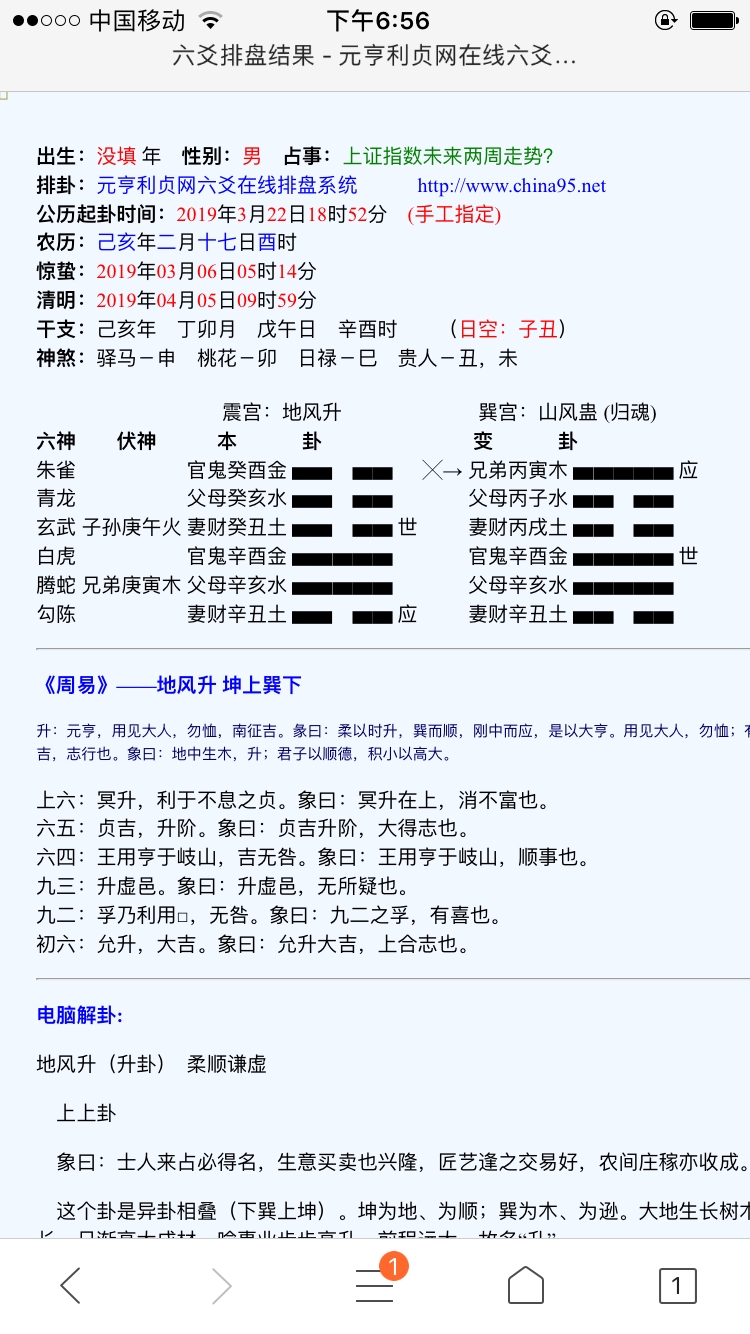 中国移动 下午6:56
六爻排盘结果 - 元亨利贞网在线六爻...
出生：没填 年 性别：男 占事：上证指数未来两周走势?
排卦：元亨利贞网六爻在线排盘系统 http://www.china95.net
公历起卦时间：2019年3月22日18时52分 (手工指定)
农历：己亥年二月十七日酉时
惊蛰：2019年03月06日05时14分
清明：2019年04月05日09时59分
干支：己亥年 丁卯月 戊午日 辛酉时 （日空：子丑）
神煞：驿马－申 桃花－卯 日禄－巳 贵人－丑，未
震宫：地风升 巽宫：山风蛊 (归魂)
六神 伏神 本 卦 变 卦
朱雀 官鬼癸酉金 ╳→ 兄弟丙寅木 应
青龙 父母癸亥水 父母丙子水
玄武 子孙庚午火 妻财癸丑土 世 妻财丙戌土
白虎 官鬼辛酉金 官鬼辛酉金 世
腾蛇 兄弟庚寅木 父母辛亥水 父母辛亥水
勾陈 妻财辛丑土 应 妻财辛丑土
《周易》——地风升 坤上巽下
升：元亨，用见大人，勿恤，南征吉。彖曰：柔以时升，巽而顺，刚中而应，是以大亨。用见大人，勿恤；
吉，志行也。象曰：地中生木，升；君子以顺德，积小以高大。
上六：冥升，利于不息之贞。象曰：冥升在上，消不富也。
六五：贞吉，升阶。象曰：贞吉升阶，大得志也。
六四：王用亨于岐山，吉无咎。象曰：王用亨于岐山，顺事也。
九三：升虚邑。象曰：升虚邑，无所疑也。
九二：孚乃利用□，无咎。象曰：九二之孚，有喜也。
初六：允升，大吉。象曰：允升大吉，上合志也。
电脑解卦:
地风升（升卦） 柔顺谦虚
上上卦
象曰：士人来占必得名，生意买卖也兴隆，匠艺逢之交易好，农间庄稼亦收成。
这个卦是异卦相叠（下巽上坤）。坤为地、为顺；巽为木、为逊。大地生长树木
1
1